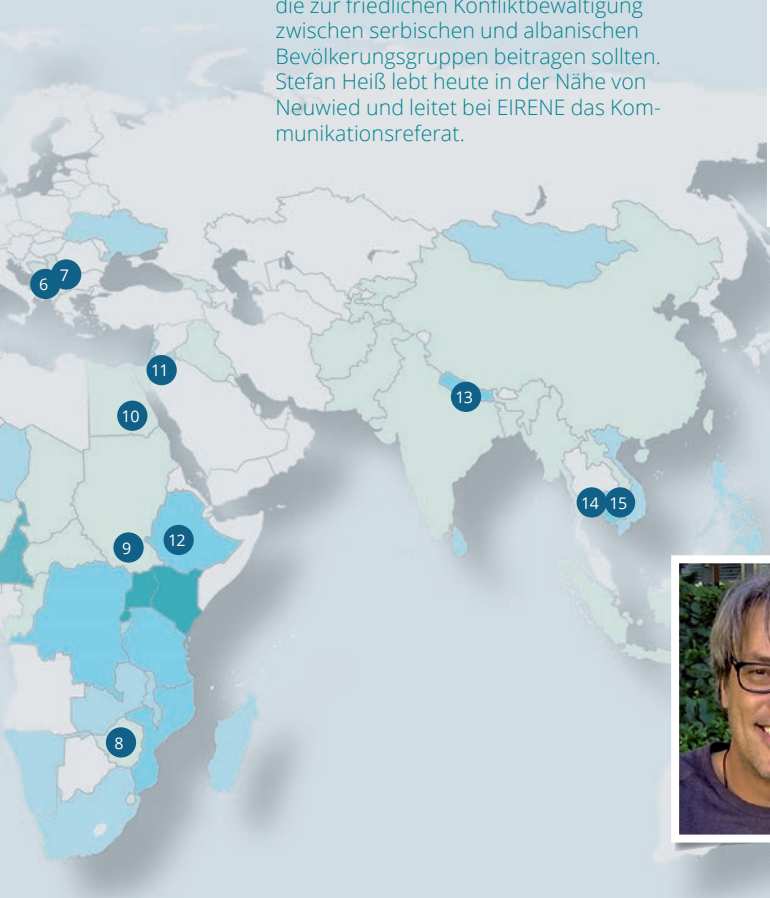 die zur friedlichen Konfliktbewältigung
zwischen serbischen und albanischen
Bevölkerungsgruppen beitragen sollten.
Stefan Heiß lebt heute in der Nähe von
Neuwied und leitet bei EIRENE das Kom-
munikationsreferat.
6 7
11
10
13
14 15
9 12
8